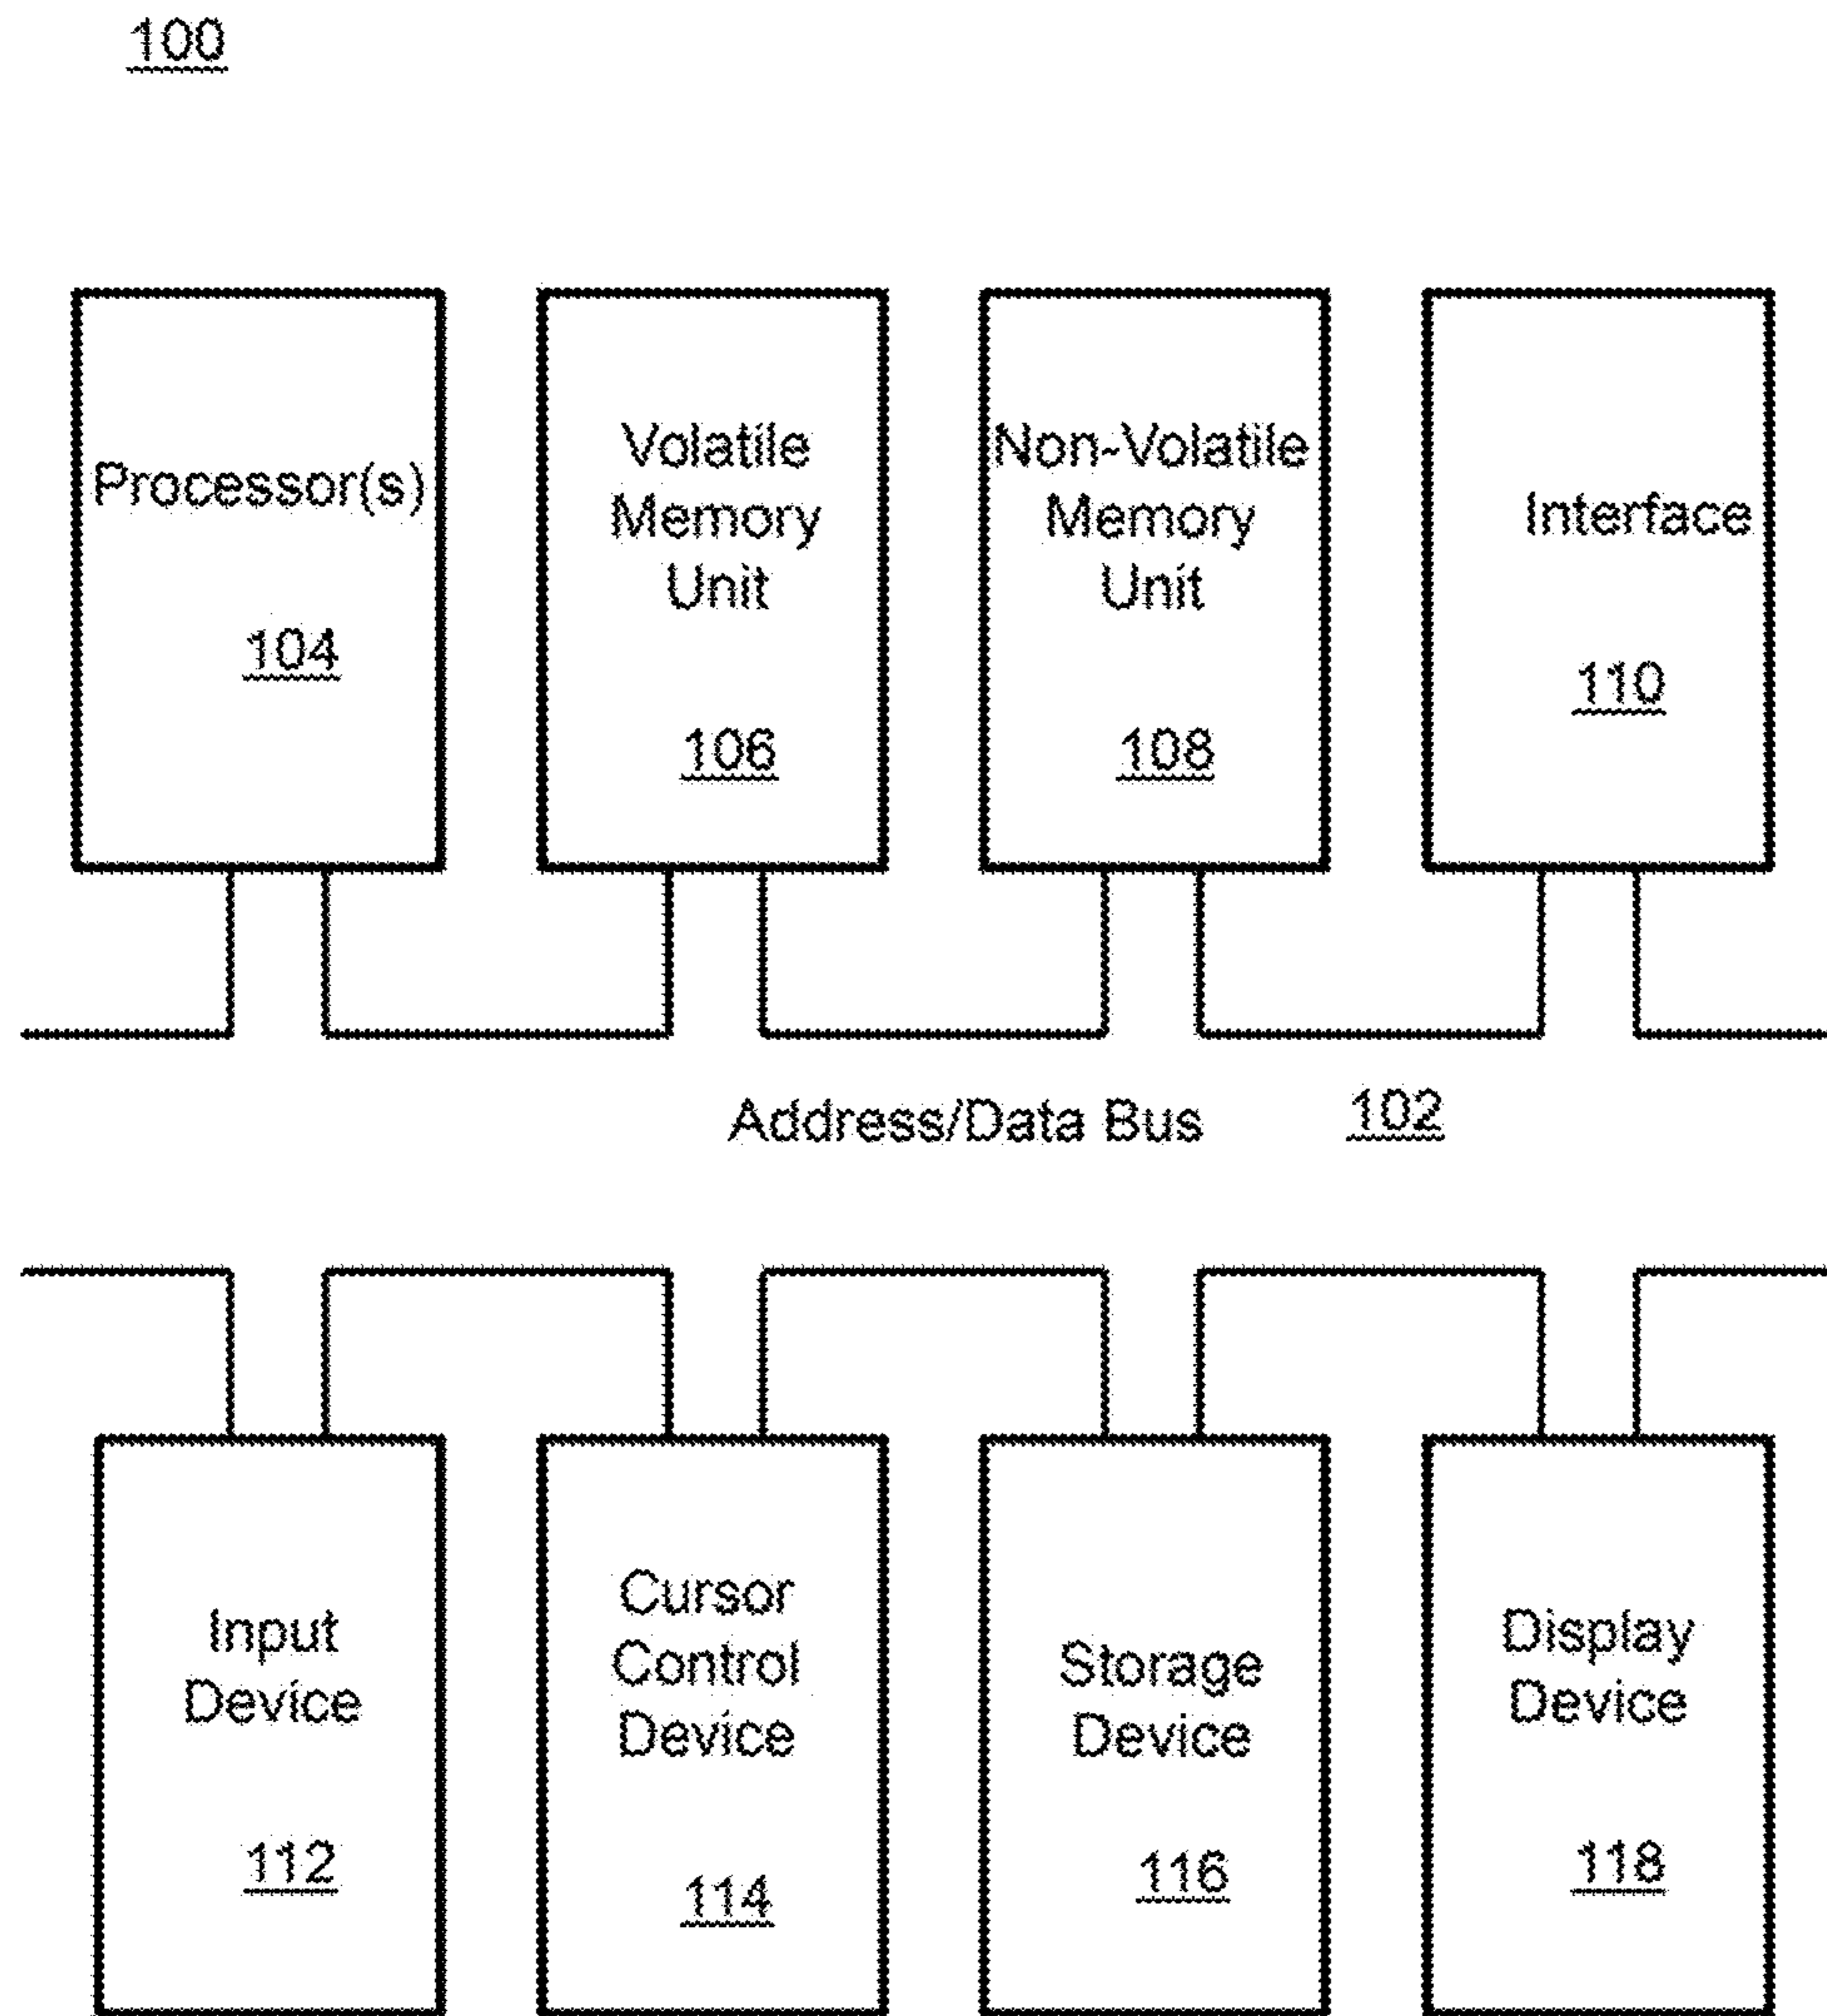 100
Processor(s)
104
Volatile
Memory
Unit
106
Non-Volatile
Memory
Unit
108
Interface
110
Address/Data Bus 102
Input
Device
112
Cursor
Control
Device
114
Storage
Device
116
Display
Device
118